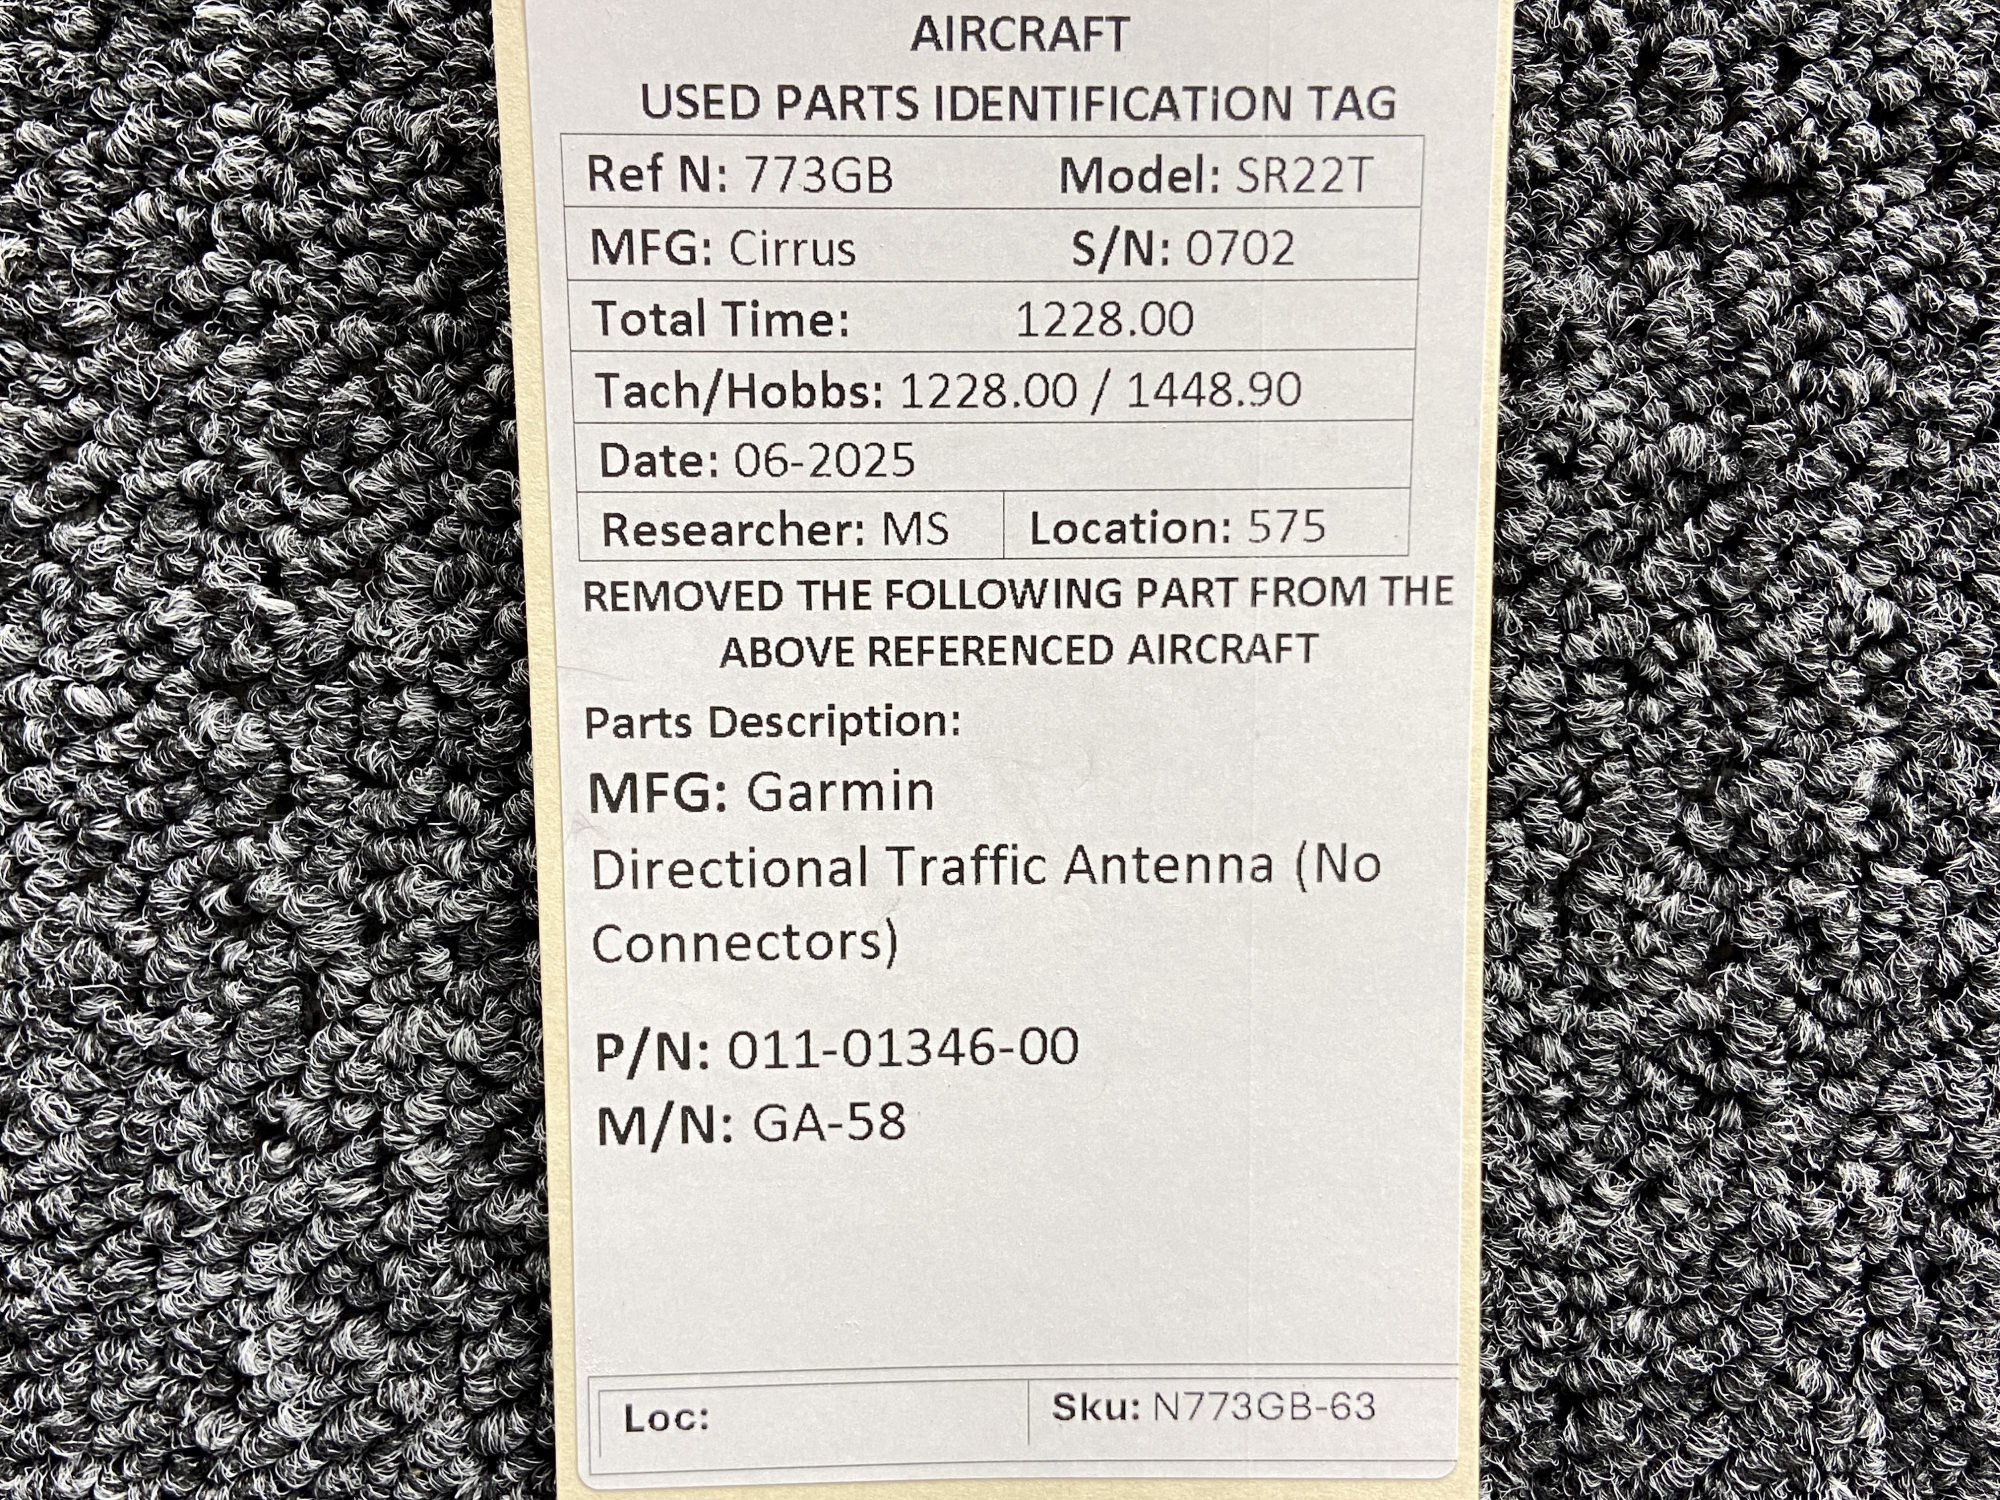 AIRCRAFT
USED PARTS IDENTIFICATION TAG
Ref N: 773GB Model: SR22T
MFG: Cirrus S/N: 0702
Total Time: 1228.00
Tach/Hobbs: 1228.00 / 1448.90
Date: 06-2025
Researcher: MS Location: 575
REMOVED THE FOLLOWING PART FROM THE
ABOVE REFERENCED AIRCRAFT
Parts Description:
MFG: Garmin
Directional Traffic Antenna (No
Connectors)
P/N: 011-01346-00
M/N: GA-58
Loc: Sku: N773GB-63